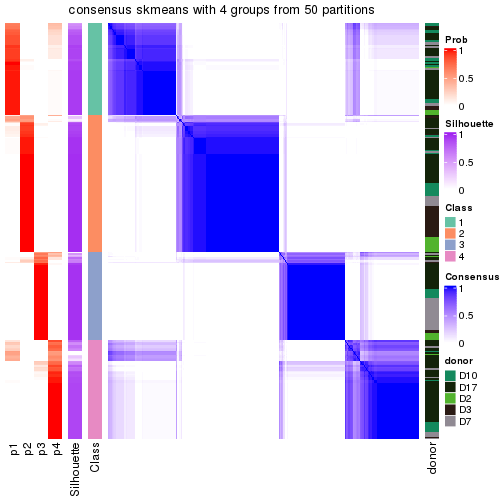 consensus skmeans with 4 groups from 50 partitions
Prob
1
0.5
0
Silhouette
1
0.5
0
Class
1
2
3
4
Consensus
1
0.5
0
donor
D10
D17
D2
D3
D7
p1
p2
p3
p4
Silhouette
Class
donor